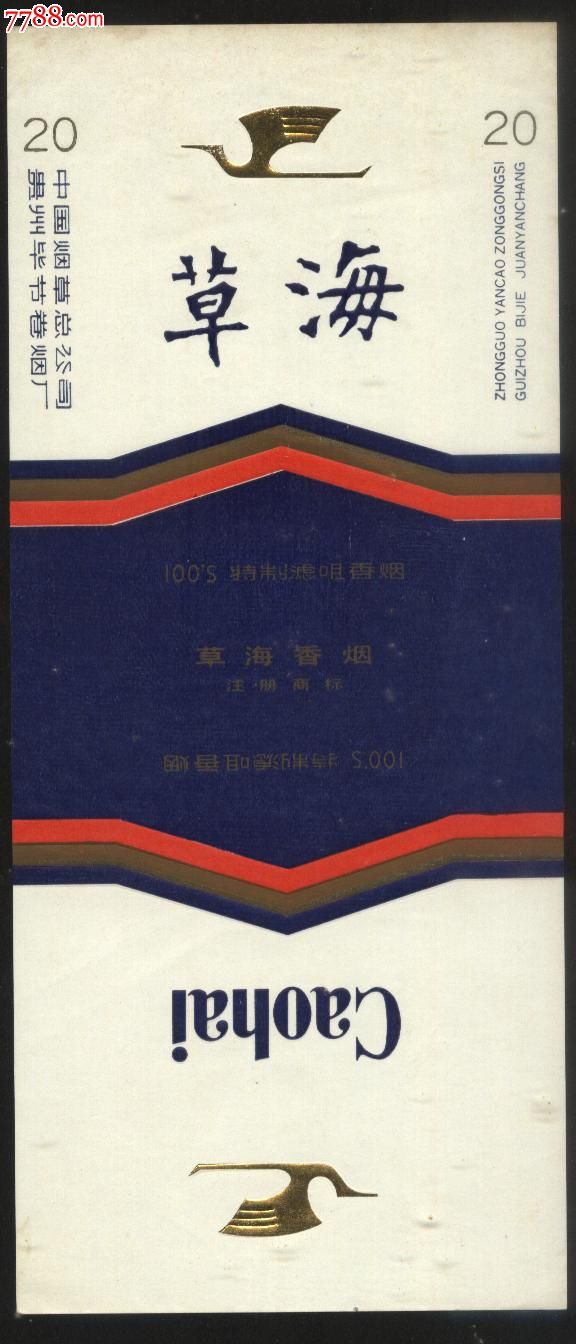 7788.com
20
20
中国烟草总公司
贵州毕节卷烟厂
ZHONGGUO YANCAO ZONGGONGSI
GUIZHOU BIJIE JUANYANCHANG
草海
100'S 特制滤咀香烟
草海香烟
注册商标
100'S 特制滤咀香烟
Caohai